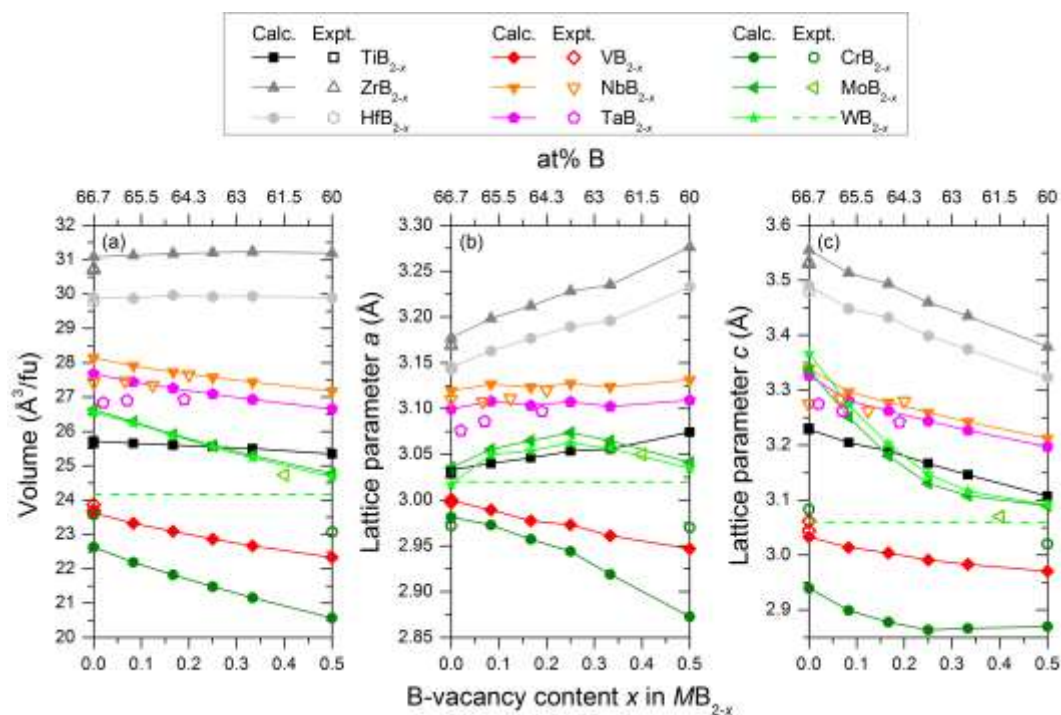 Calc. Expt. Calc. Expt. Calc. Expt.
TiB2-x VB2-x CrB2-x
ZrB2-x NbB2-x MoB2-x
HfB2-x TaB2-x WB2-x
at% B
66.7 65.5 64.3 63 61.5 60 66.7 65.5 64.3 63 61.5 60 66.7 65.5 64.3 63 61.5 60
(a) (b) (c)
Volume (Å3/fu)
32
31
30
29
28
27
26
25
24
23
22
21
20
Lattice parameter a (Å)
3.25
3.20
3.15
3.10
3.05
3.00
2.95
2.90
2.85
Lattice parameter c (Å)
3.6
3.5
3.4
3.3
3.2
3.1
3.0
2.9
0.0 0.1 0.2 0.3 0.4 0.5 0.0 0.1 0.2 0.3 0.4 0.5 0.0 0.1 0.2 0.3 0.4 0.5
B-vacancy content x in MB2-x